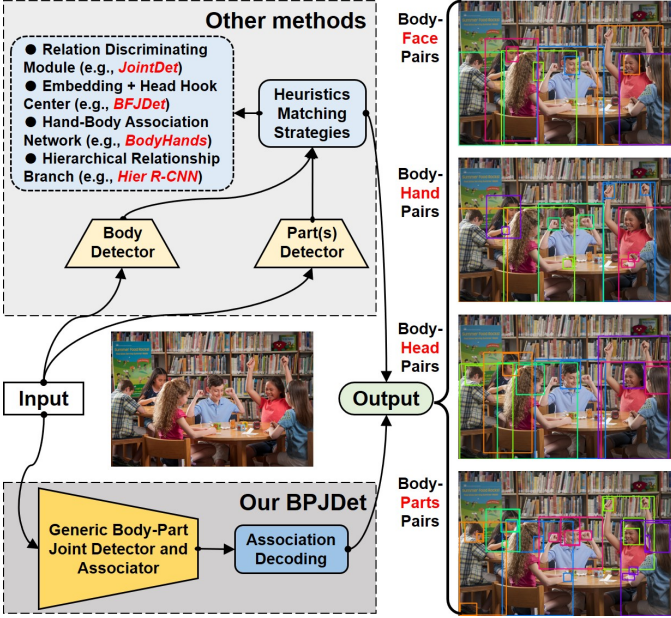 Other methods
● Relation Discriminating
Module (e.g., JointDet)
● Embedding + Head Hook
Center (e.g., BFJDet)
● Hand-Body Association
Network (e.g., BodyHands)
● Hierarchical Relationship
Branch (e.g., Hier R-CNN)
Heuristics
Matching
Strategies
Body
Detector
Part(s)
Detector
Input
Output
Our BPJDet
Generic Body-Part
Joint Detector and
Associator
Association
Decoding
Body-
Face
Pairs
Body-
Hand
Pairs
Body-
Head
Pairs
Body-
Parts
Pairs